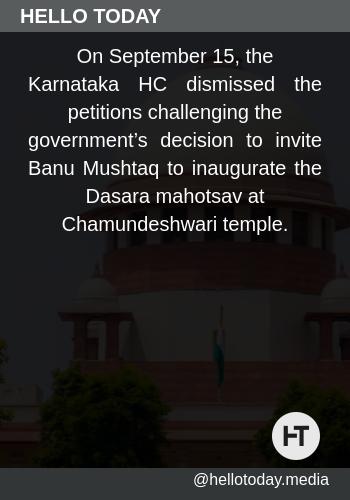 HELLO TODAY
On September 15, the
Karnataka HC dismissed the
petitions challenging the
government’s decision to invite
Banu Mushtaq to inaugurate the
Dasara mahotsav at
Chamundeshwari temple.
HT
@hellotoday.media